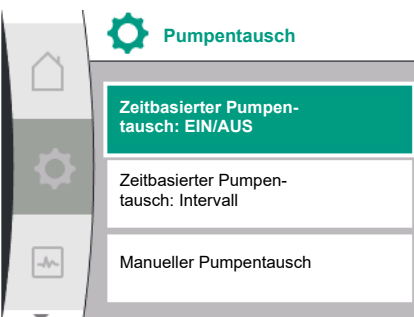 Pumpentausch
Zeitbasierter Pumpen-
tausch: EIN/AUS
Zeitbasierter Pumpen-
tausch: Intervall
Manueller Pumpentausch